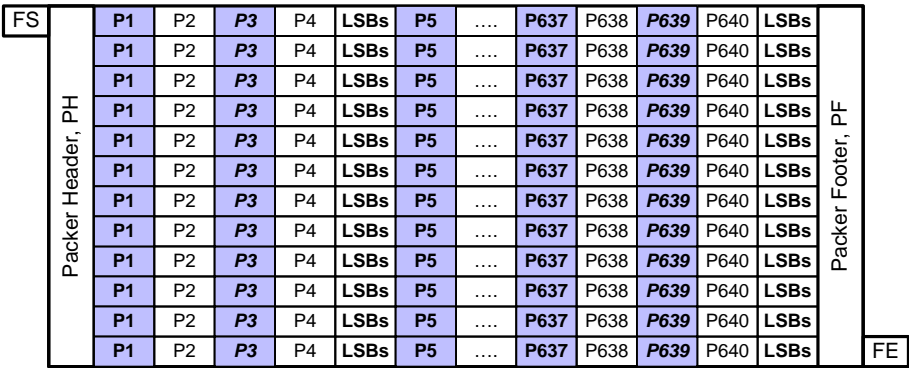 FS P1 P2 P3 P4 LSBs P5 .... P637 P638 P639 P640 LSBs
P1 P2 P3 P4 LSBs P5 .... P637 P638 P639 P640 LSBs
P1 P2 P3 P4 LSBs P5 .... P637 P638 P639 P640 LSBs
P1 P2 P3 P4 LSBs P5 .... P637 P638 P639 P640 LSBs
P1 P2 P3 P4 LSBs P5 .... P637 P638 P639 P640 LSBs
P1 P2 P3 P4 LSBs P5 .... P637 P638 P639 P640 LSBs
P1 P2 P3 P4 LSBs P5 .... P637 P638 P639 P640 LSBs
P1 P2 P3 P4 LSBs P5 .... P637 P638 P639 P640 LSBs
P1 P2 P3 P4 LSBs P5 .... P637 P638 P639 P640 LSBs
P1 P2 P3 P4 LSBs P5 .... P637 P638 P639 P640 LSBs
P1 P2 P3 P4 LSBs P5 .... P637 P638 P639 P640 LSBs
P1 P2 P3 P4 LSBs P5 .... P637 P638 P639 P640 LSBs FE
Packer Header, PH
Packer Footer, PF